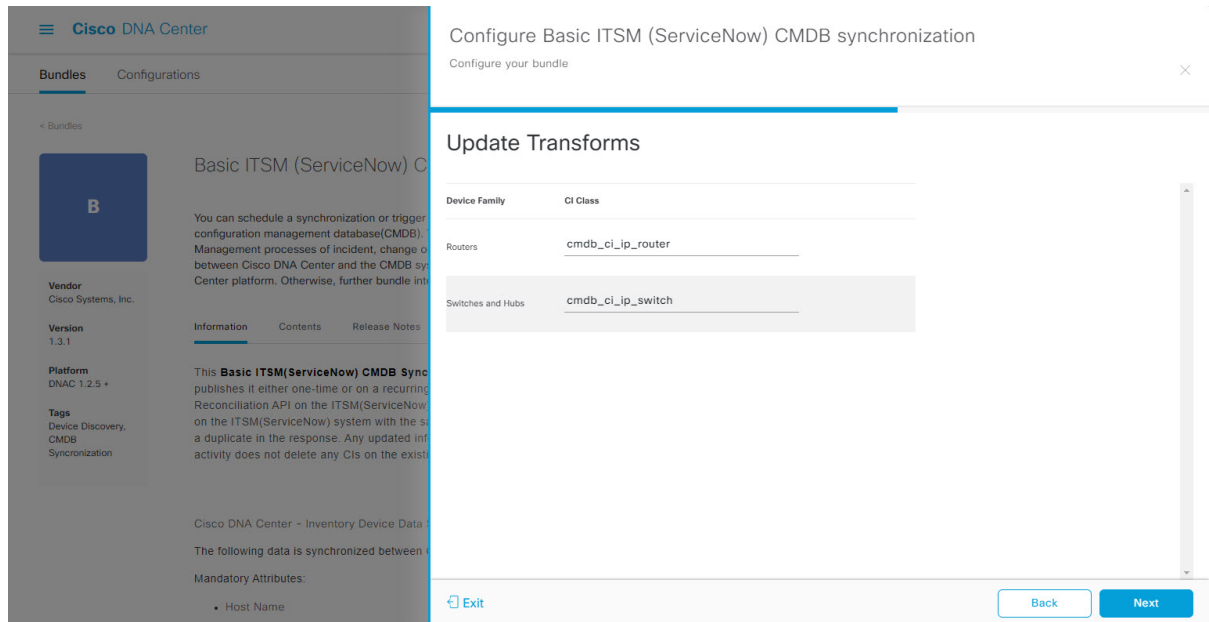 Cisco DNA Center
Bundles Configurations
< Bundles
B
Vendor
Cisco Systems, Inc.
Version
1.3.1
Platform
DNAC 1.2.5 +
Tags
Device Discovery,
CMDB
Syncronization
Basic ITSM (ServiceNow) C
You can schedule a synchronization or trigger
configuration management database(CMDB).
Management processes of incident, change o
between Cisco DNA Center and the CMDB sy
Center platform. Otherwise, further bundle int
Information Contents Release Notes
This Basic ITSM(ServiceNow) CMDB Sync
publishes it either one-time or on a recurring
Reconciliation API on the ITSM(ServiceNow
on the ITSM(ServiceNow) system with the sa
a duplicate in the response. Any updated inf
activity does not delete any CIs on the existi
Cisco DNA Center - Inventory Device Data
The following data is synchronized between
Mandatory Attributes:
• Host Name
Configure Basic ITSM (ServiceNow) CMDB synchronization
Configure your bundle
Update Transforms
Device Family CI Class
Routers cmdb_ci_ip_router
Switches and Hubs cmdb_ci_ip_switch
Exit
Back
Next